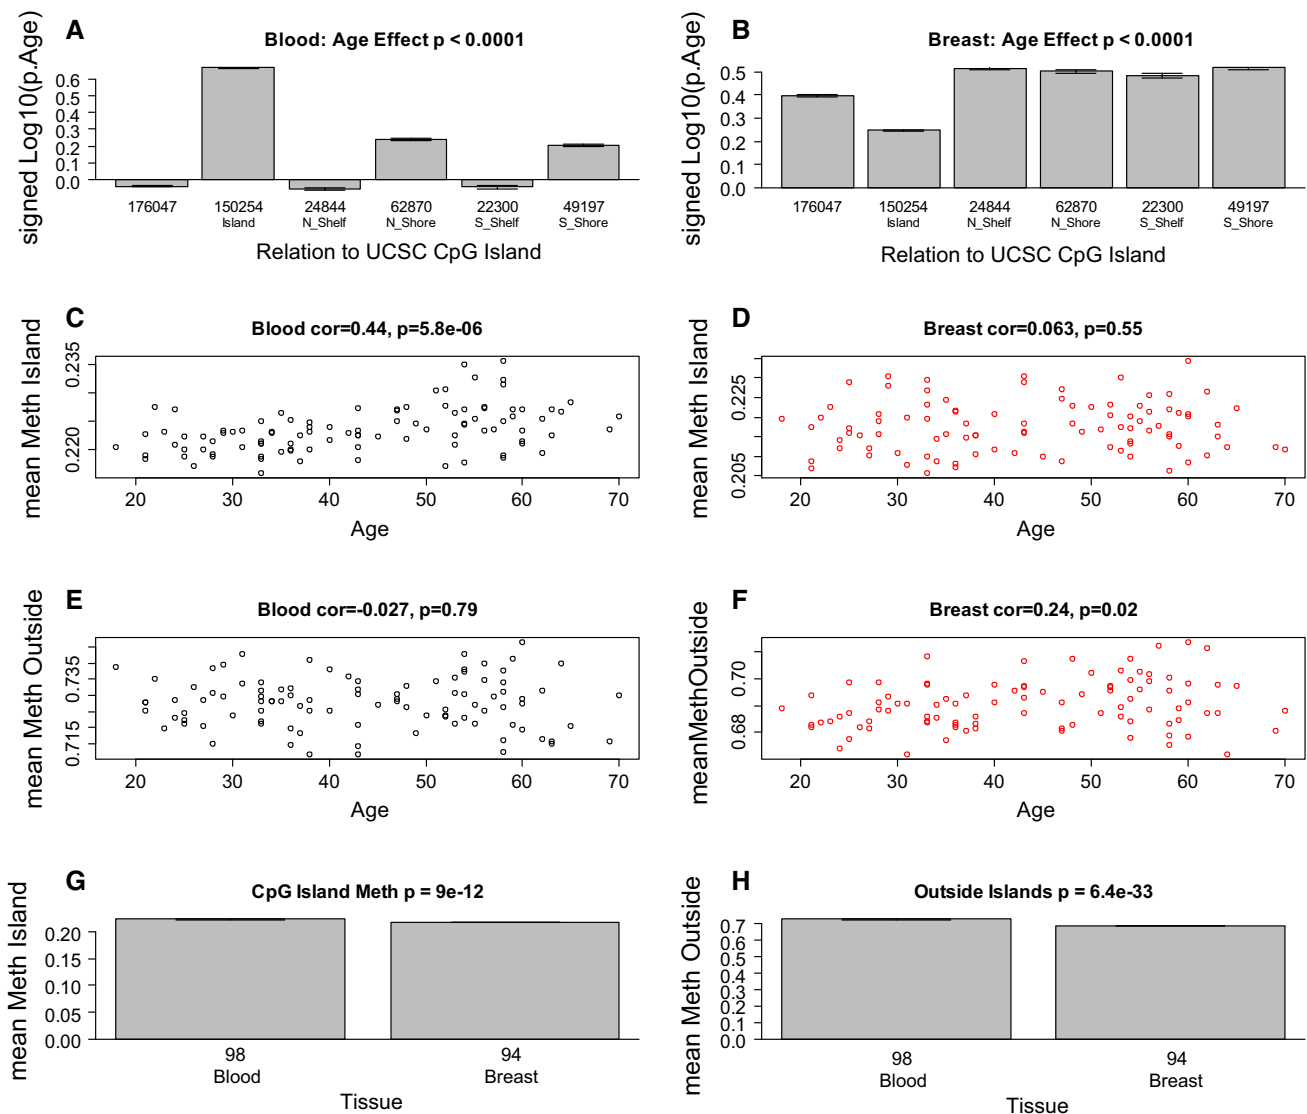 A
Blood: Age Effect p < 0.0001
signed Log10(p.Age)
0.6
0.5
0.4
0.3
0.2
0.1
0.0
176047 150254 24844 62870 22300 49197
Island N_Shelf N_Shore S_Shelf S_Shore
Relation to UCSC CpG Island
B
Breast: Age Effect p < 0.0001
signed Log10(p.Age)
0.5
0.4
0.3
0.2
0.1
0.0
176047 150254 24844 62870 22300 49197
Island N_Shelf N_Shore S_Shelf S_Shore
Relation to UCSC CpG Island
C
Blood cor=0.44, p=5.8e-06
mean Meth Island
0.235
0.220
20 30 40 50 60 70
Age
D
Breast cor=0.063, p=0.55
mean Meth Island
0.225
0.205
20 30 40 50 60 70
Age
E
Blood cor=-0.027, p=0.79
mean Meth Outside
0.735
0.715
20 30 40 50 60 70
Age
F
Breast cor=0.24, p=0.02
meanMethOutside
0.70
0.68
20 30 40 50 60 70
Age
G
CpG Island Meth p = 9e-12
mean Meth Island
0.20
0.15
0.10
0.05
0.00
98 94
Blood Breast
Tissue
H
Outside Islands p = 6.4e-33
mean Meth Outside
0.7
0.6
0.5
0.4
0.3
0.2
0.1
0.0
98 94
Blood Breast
Tissue